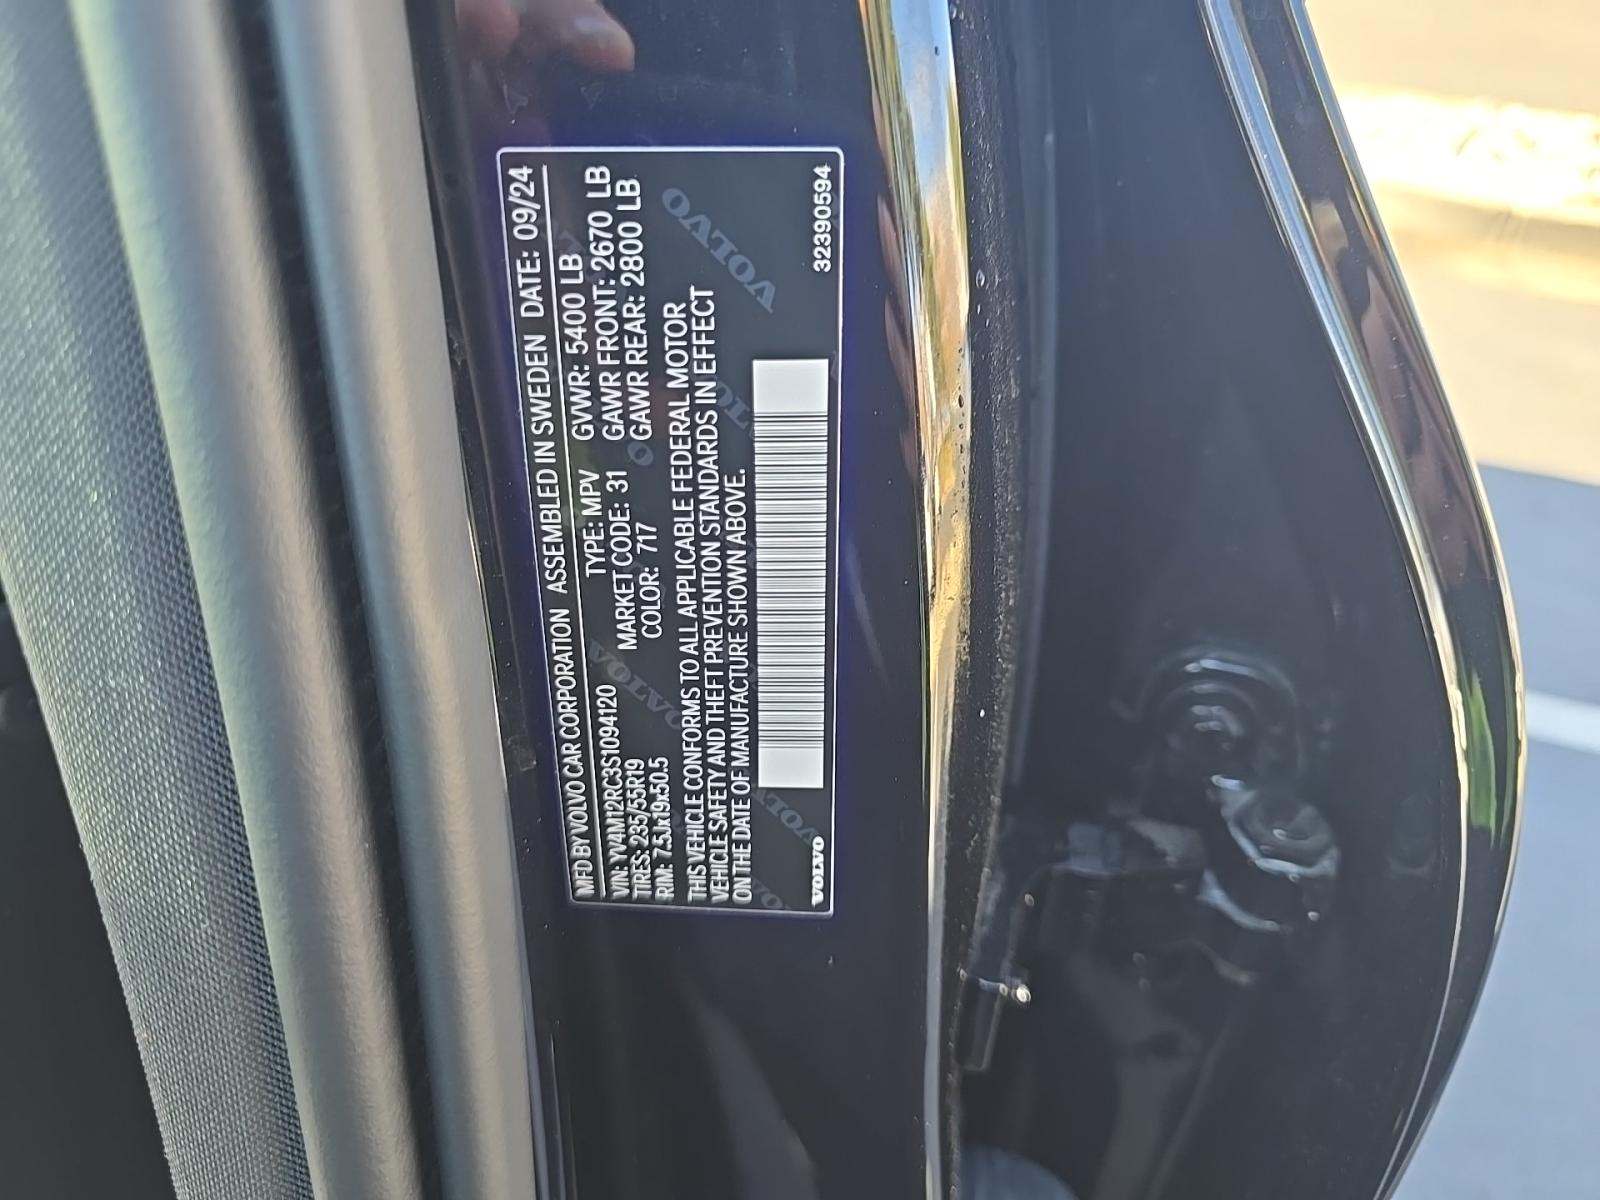 MFD BY VOLVO CAR CORPORATION ASSEMBLED IN SWEDEN DATE: 09/24
VIN: YV4M12RC3S1094120 TYPE: MPV GVWR: 5400 LB
TIRES: 235/55R19 MARKET CODE: 31 GAWR FRONT: 2670 LB
RIM: 7.5Jx19x50.5 COLOR: 717 GAWR REAR: 2800 LB
THIS VEHICLE CONFORMS TO ALL APPLICABLE FEDERAL MOTOR
VEHICLE SAFETY AND THEFT PREVENTION STANDARDS IN EFFECT
ON THE DATE OF MANUFACTURE SHOWN ABOVE.
VOLVO 32390594